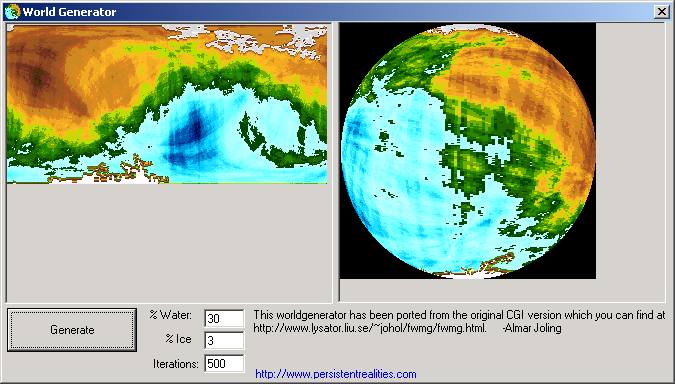 World Generator
% Water: 30
% Ice 3
Iterations: 500
Generate
This worldgenerator has been ported from the original CGI version which you can find at
http://www.lysator.liu.se/~johol/fwmg/fwmg.html. -Almar Joling
http://www.persistentrealities.com